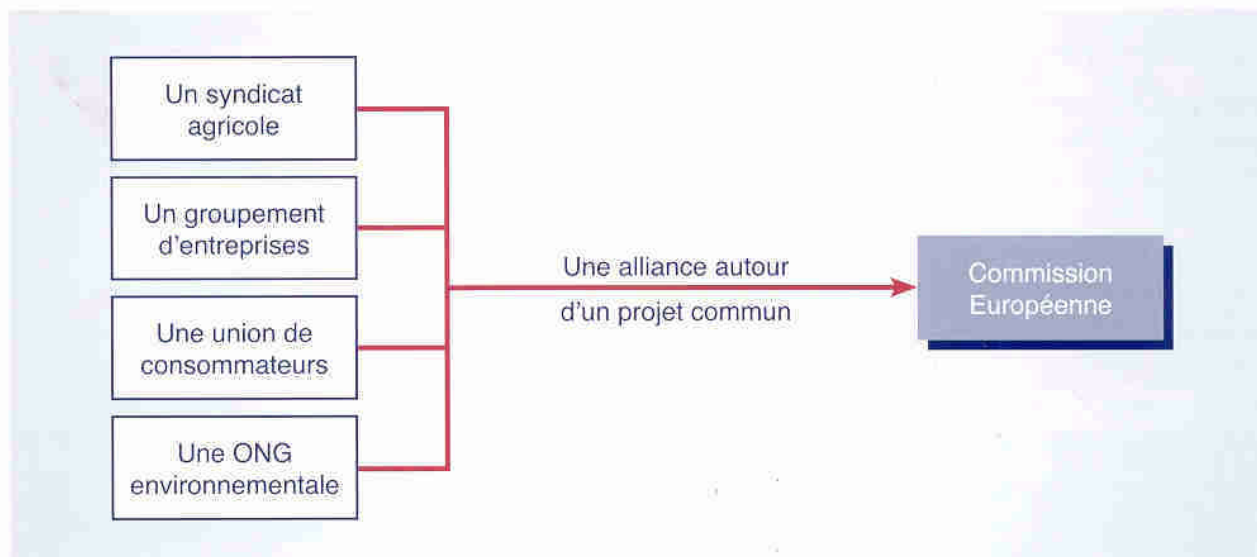 Un syndicat
agricole
Un groupement
d'entreprises
Une union de
consommateurs
Une ONG
environnementale
Une alliance autour
d'un projet commun
Commission
Européenne